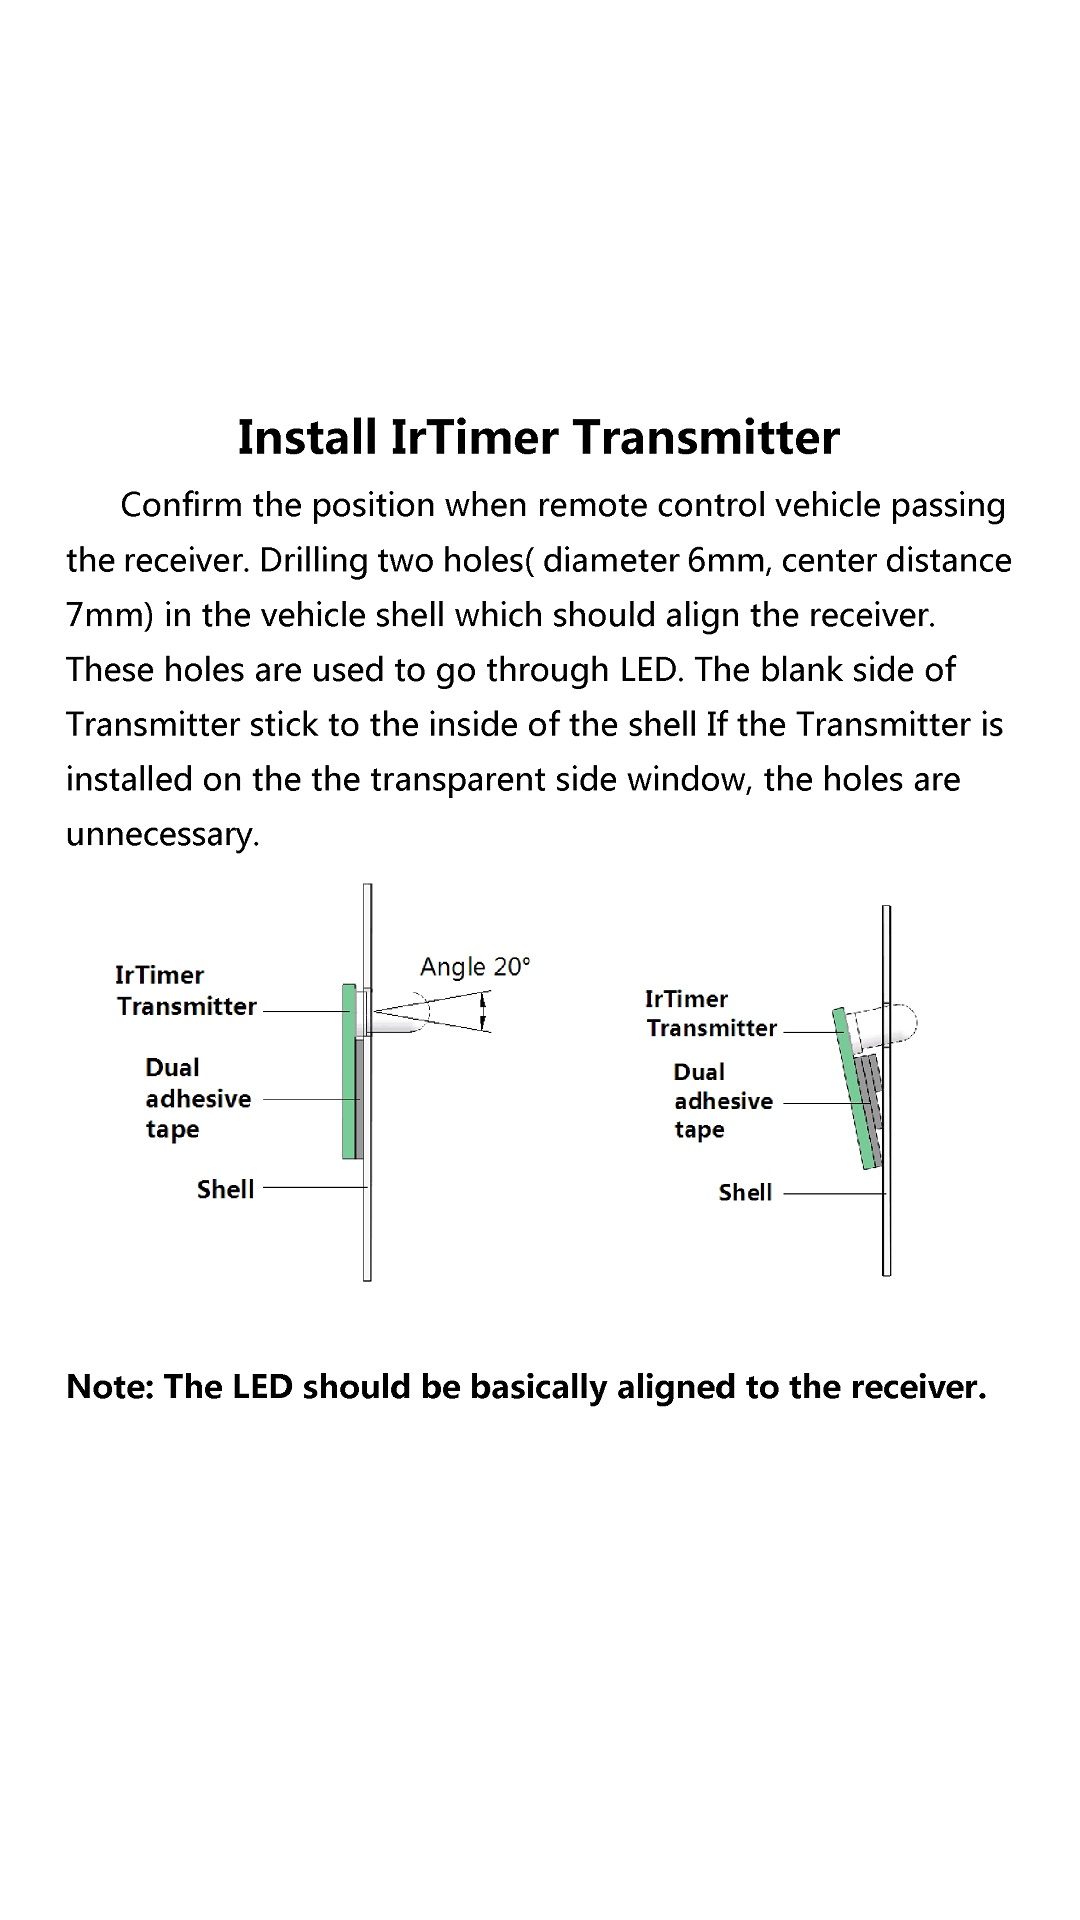 Install IrTimer Transmitter
Confirm the position when remote control vehicle passing
the receiver. Drilling two holes( diameter 6mm, center distance
7mm) in the vehicle shell which should align the receiver.
These holes are used to go through LED. The blank side of
Transmitter stick to the inside of the shell If the Transmitter is
installed on the the transparent side window, the holes are
unnecessary.
IrTimer
Transmitter
Angle 20°
Dual
adhesive
tape
Shell
IrTimer
Transmitter
Dual
adhesive
tape
Shell
Note: The LED should be basically aligned to the receiver.